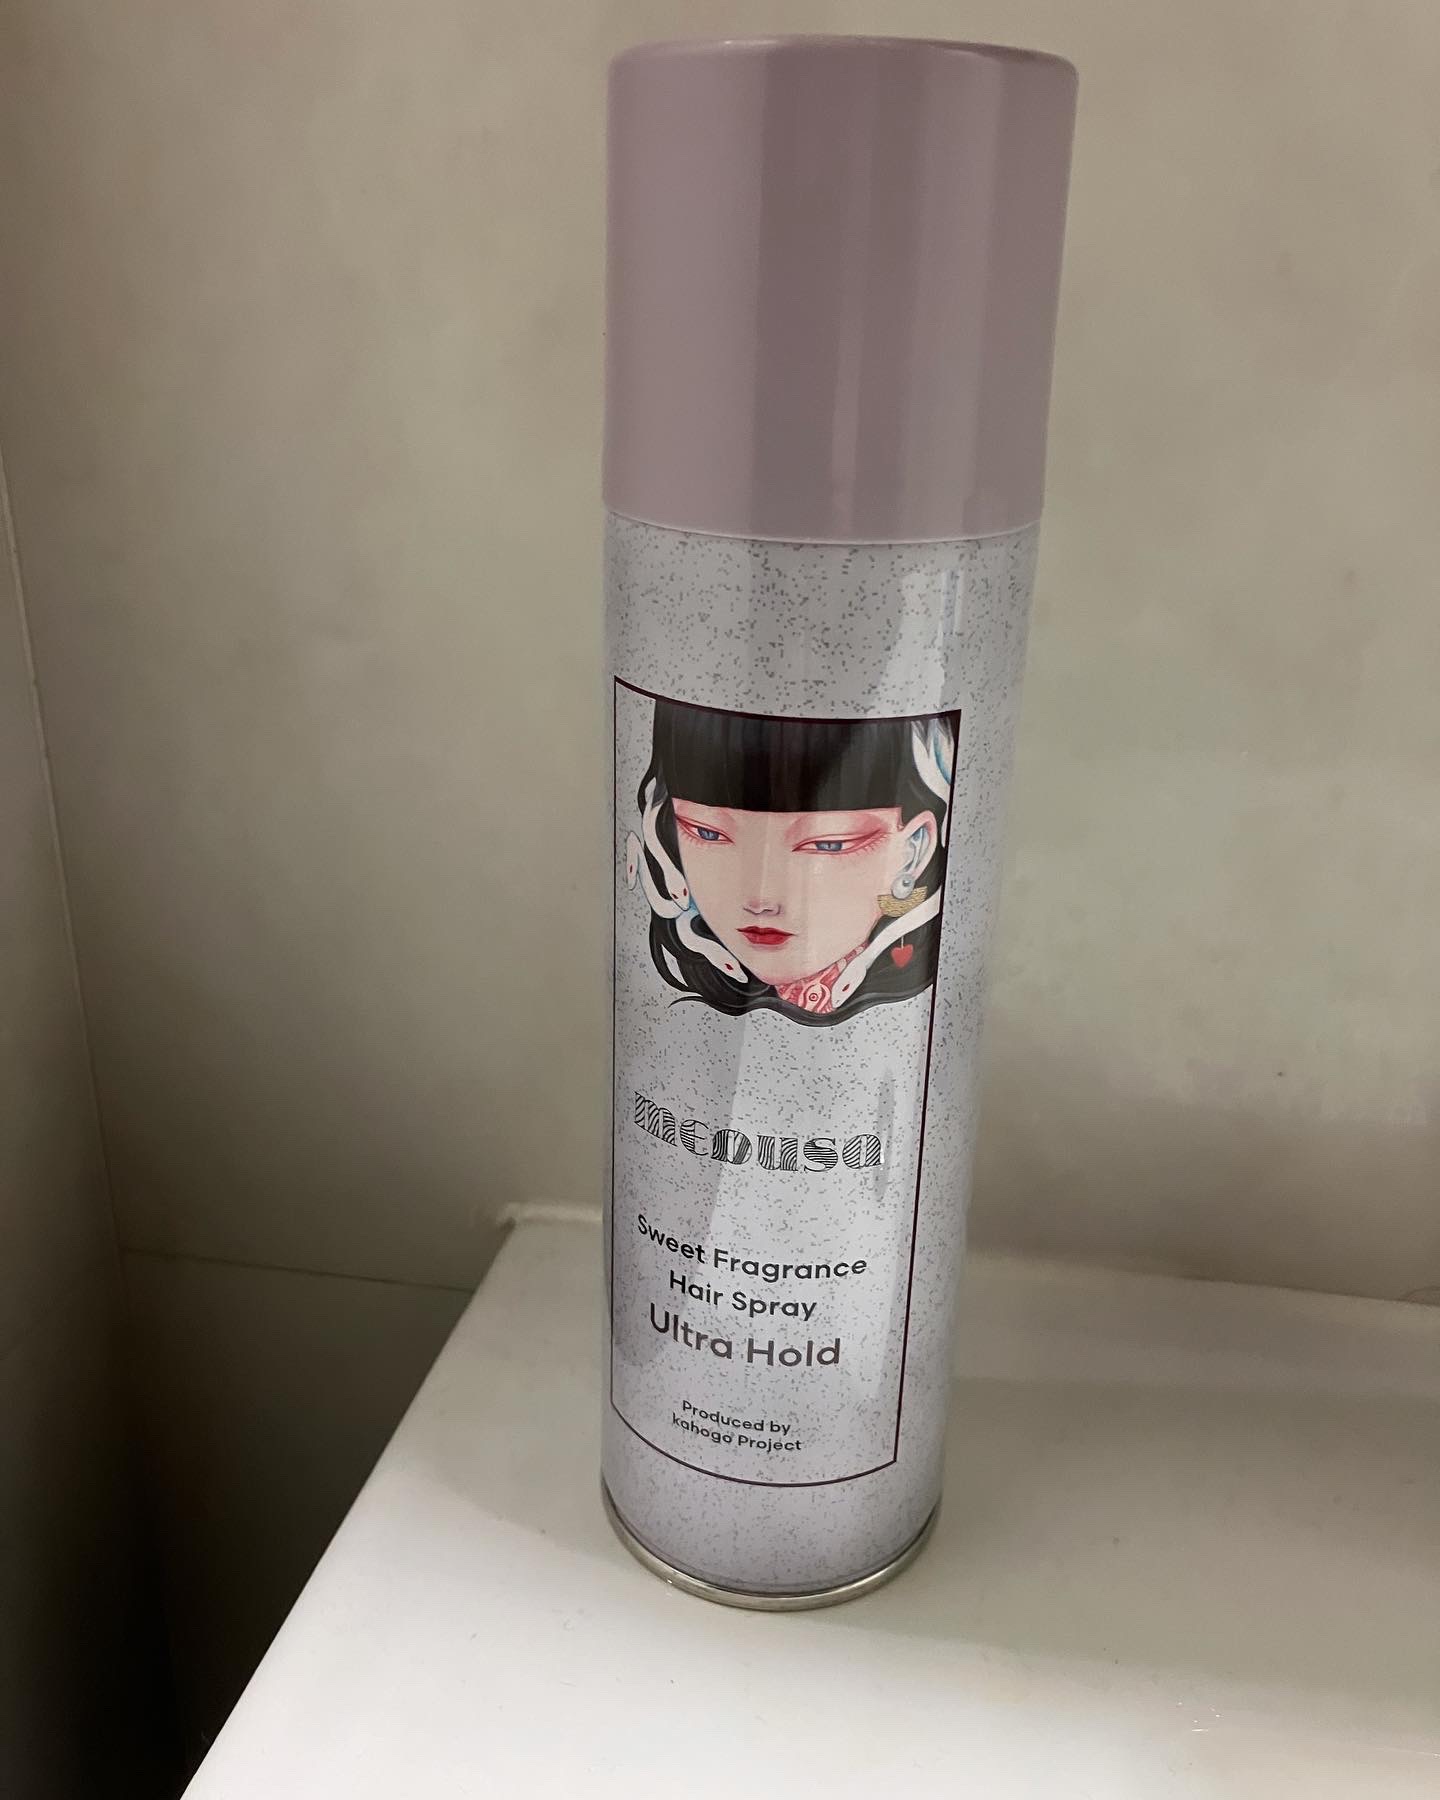 medusa
Sweet Fragrance
Hair Spray
Ultra Hold
Produced by
kahogo Project